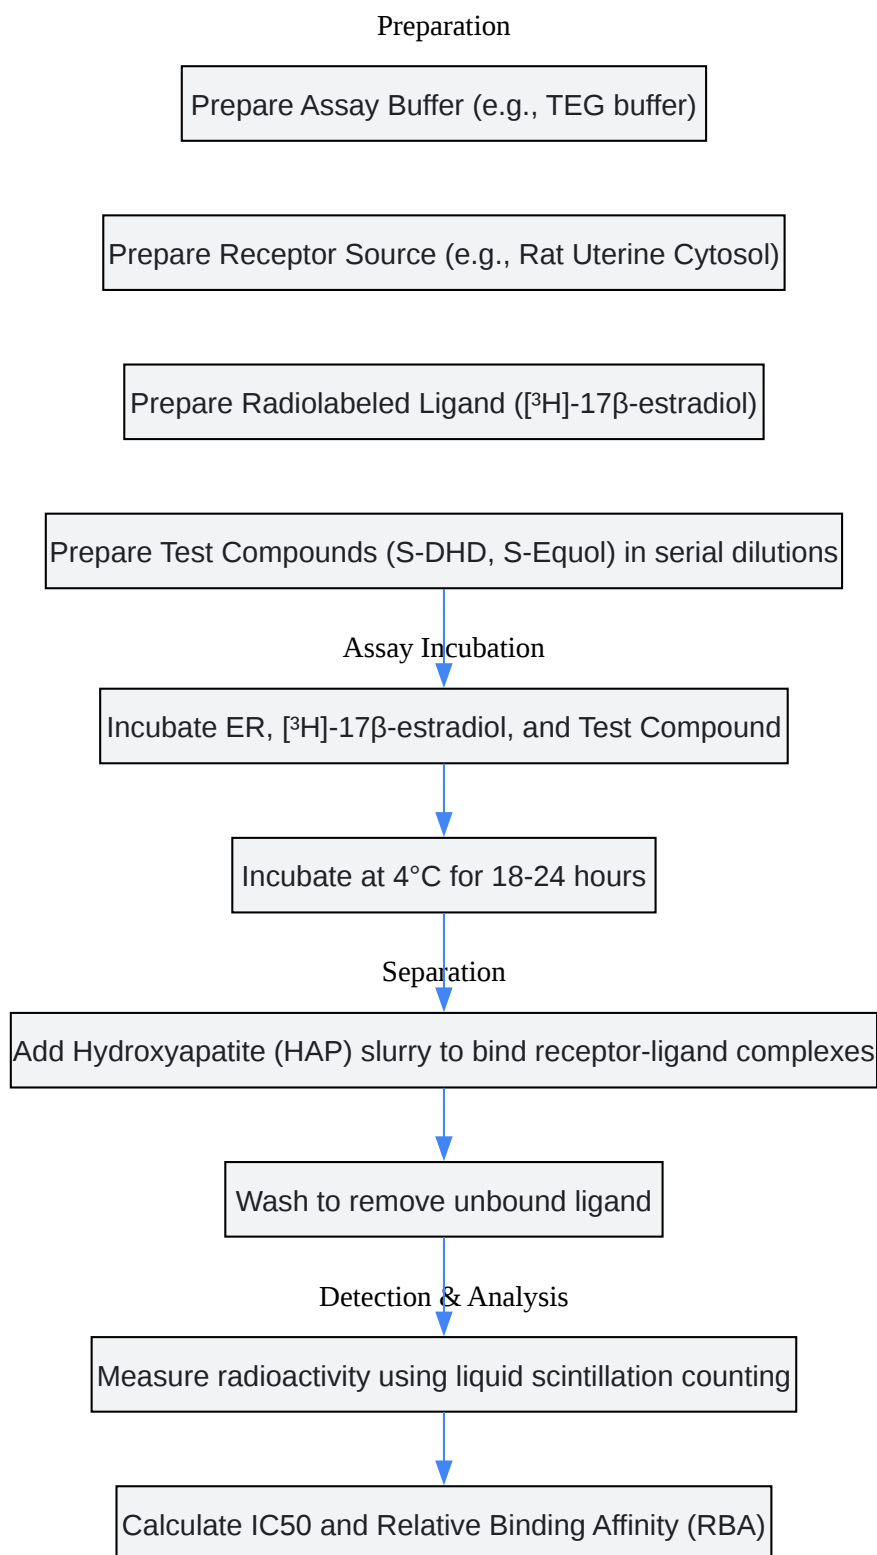 Preparation
Prepare Assay Buffer (e.g., TEG buffer)
Prepare Receptor Source (e.g., Rat Uterine Cytosol)
Prepare Radiolabeled Ligand ([³H]-17β-estradiol)
Prepare Test Compounds (S-DHD, S-Equol) in serial dilutions
Assay Incubation
Incubate ER, [³H]-17β-estradiol, and Test Compound
Incubate at 4°C for 18-24 hours
Separation
Add Hydroxyapatite (HAP) slurry to bind receptor-ligand complexes
Wash to remove unbound ligand
Detection & Analysis
Measure radioactivity using liquid scintillation counting
Calculate IC50 and Relative Binding Affinity (RBA)